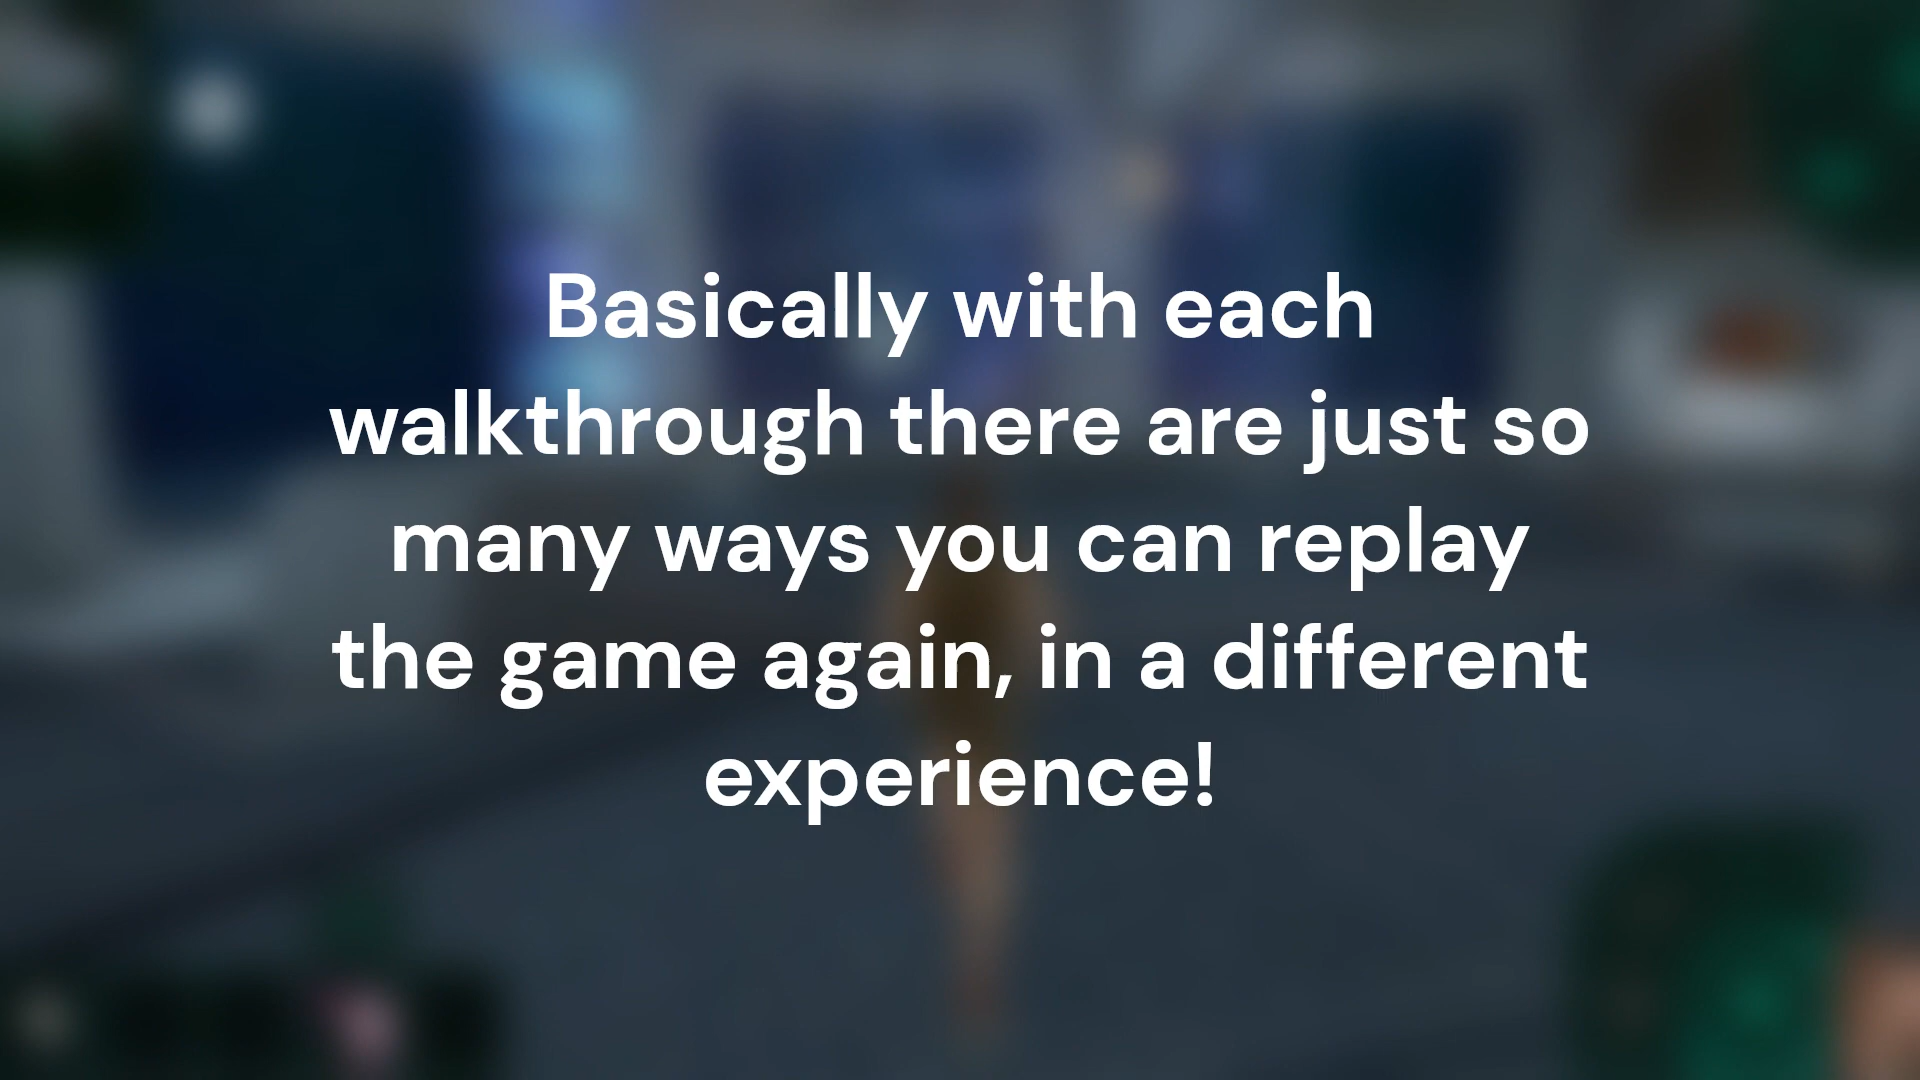 Basically with each
walkthrough there are just so
many ways you can replay
the game again, in a different
experience!